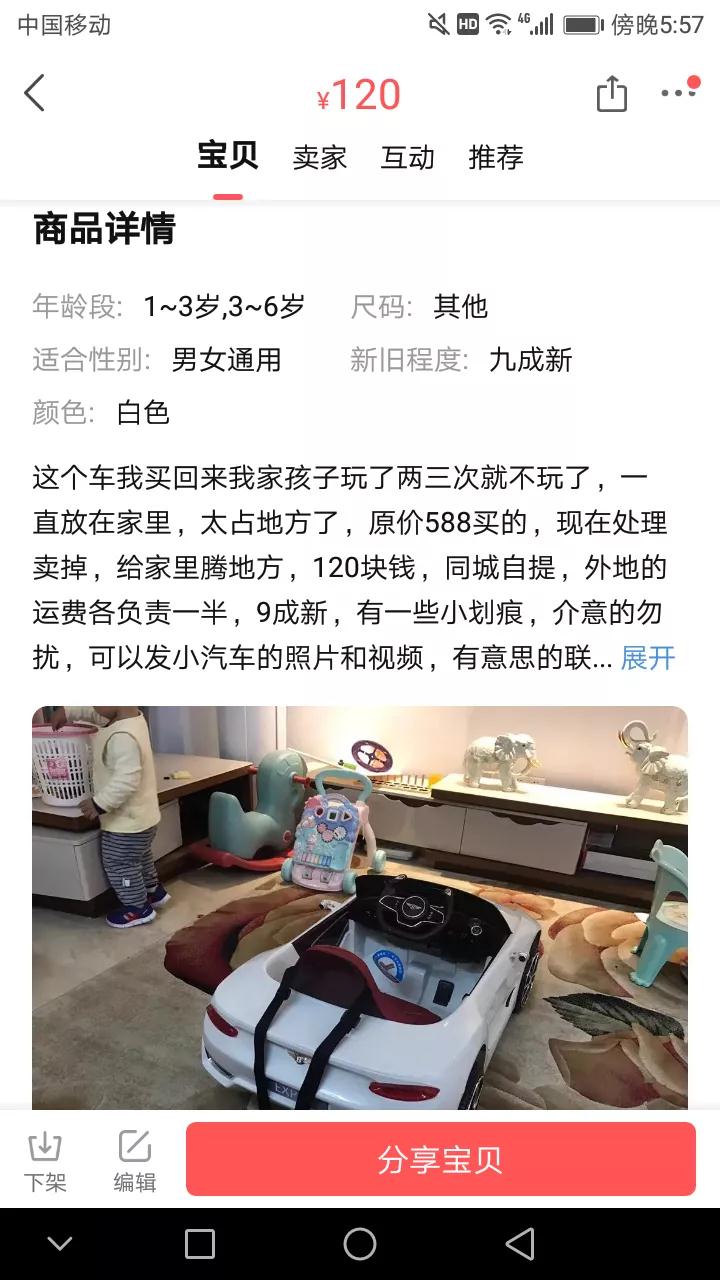 中国移动
HD 4G 傍晚5:57
¥120
宝贝 卖家 互动 推荐
商品详情
年龄段: 1~3岁,3~6岁 尺码: 其他
适合性别: 男女通用 新旧程度: 九成新
颜色: 白色
这个车我买回来我家孩子玩了两三次就不玩了，一
直放在家里，太占地方了，原价588买的，现在处理
卖掉，给家里腾地方，120块钱，同城自提，外地的
运费各负责一半，9成新，有一些小划痕，介意的勿
扰，可以发小汽车的照片和视频，有意思的联... 展开
EXP
下架 编辑 分享宝贝